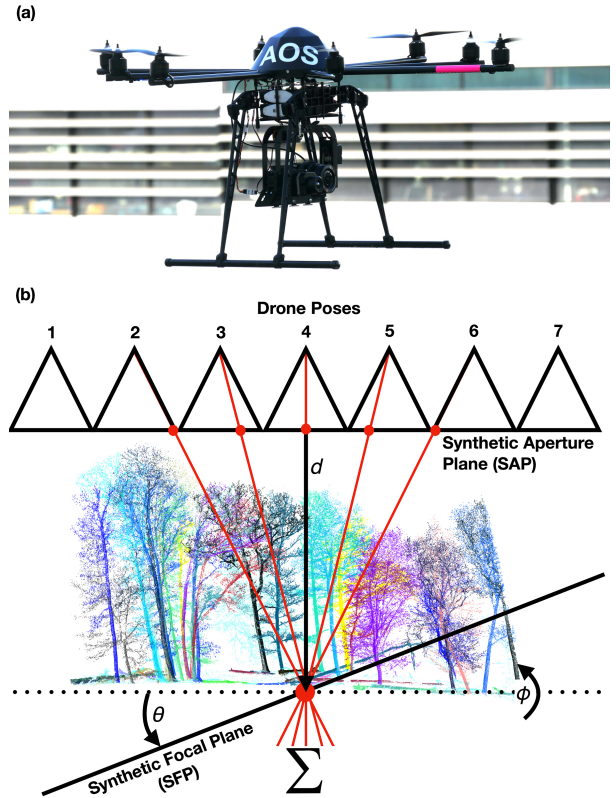 (a)
AOS
(b)
Drone Poses
1 2 3 4 5 6 7
Synthetic Aperture
Plane (SAP)
d
θ
ϕ
Synthetic Focal Plane
(SFP)
Σ